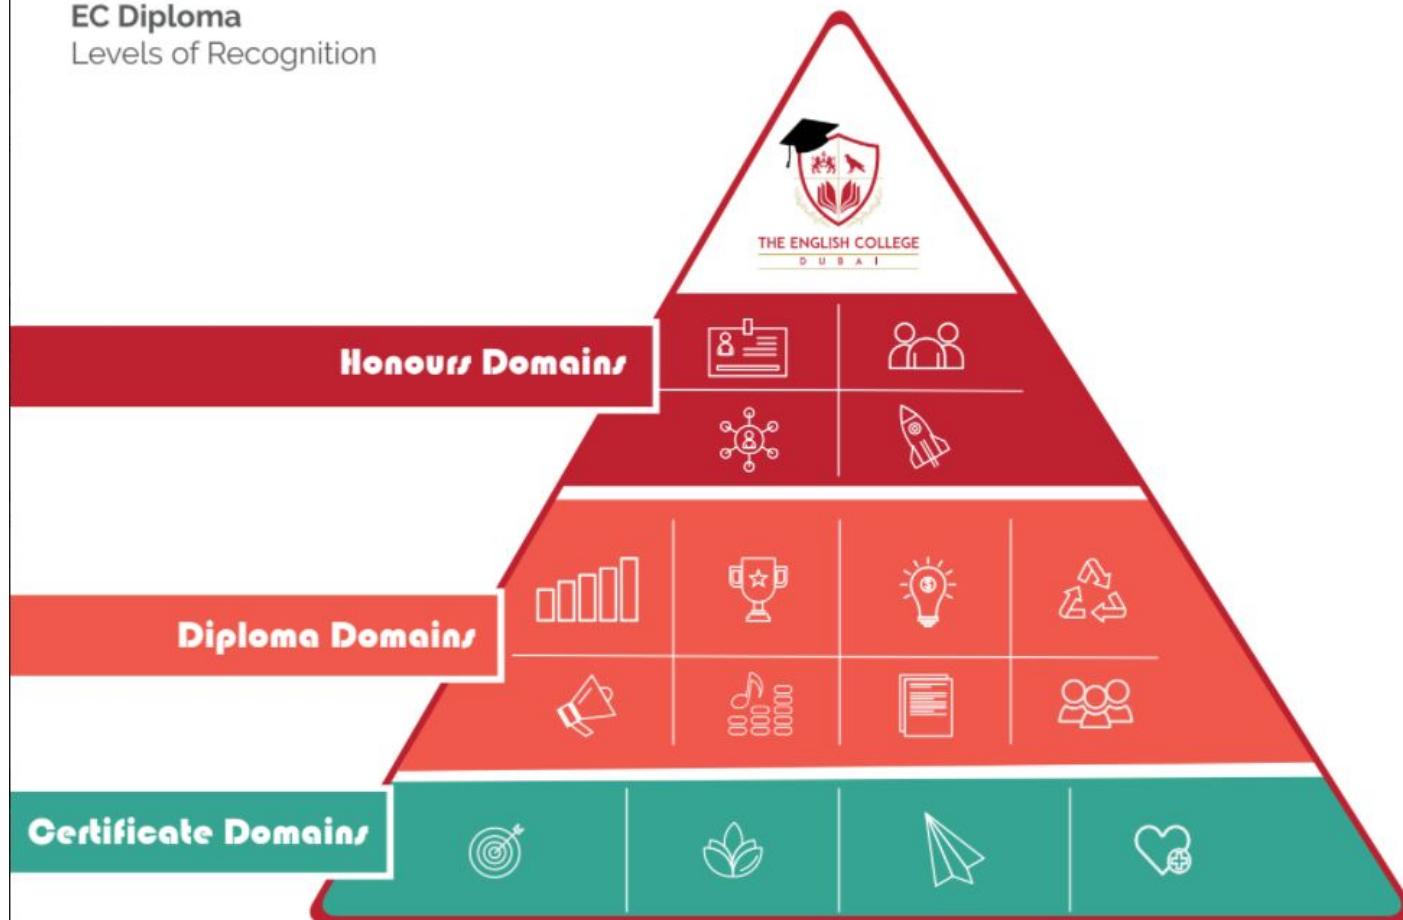 EC Diploma
Levels of Recognition
THE ENGLISH COLLEGE
DUBAI
Honours Domains
Diploma Domains
Certificate Domains